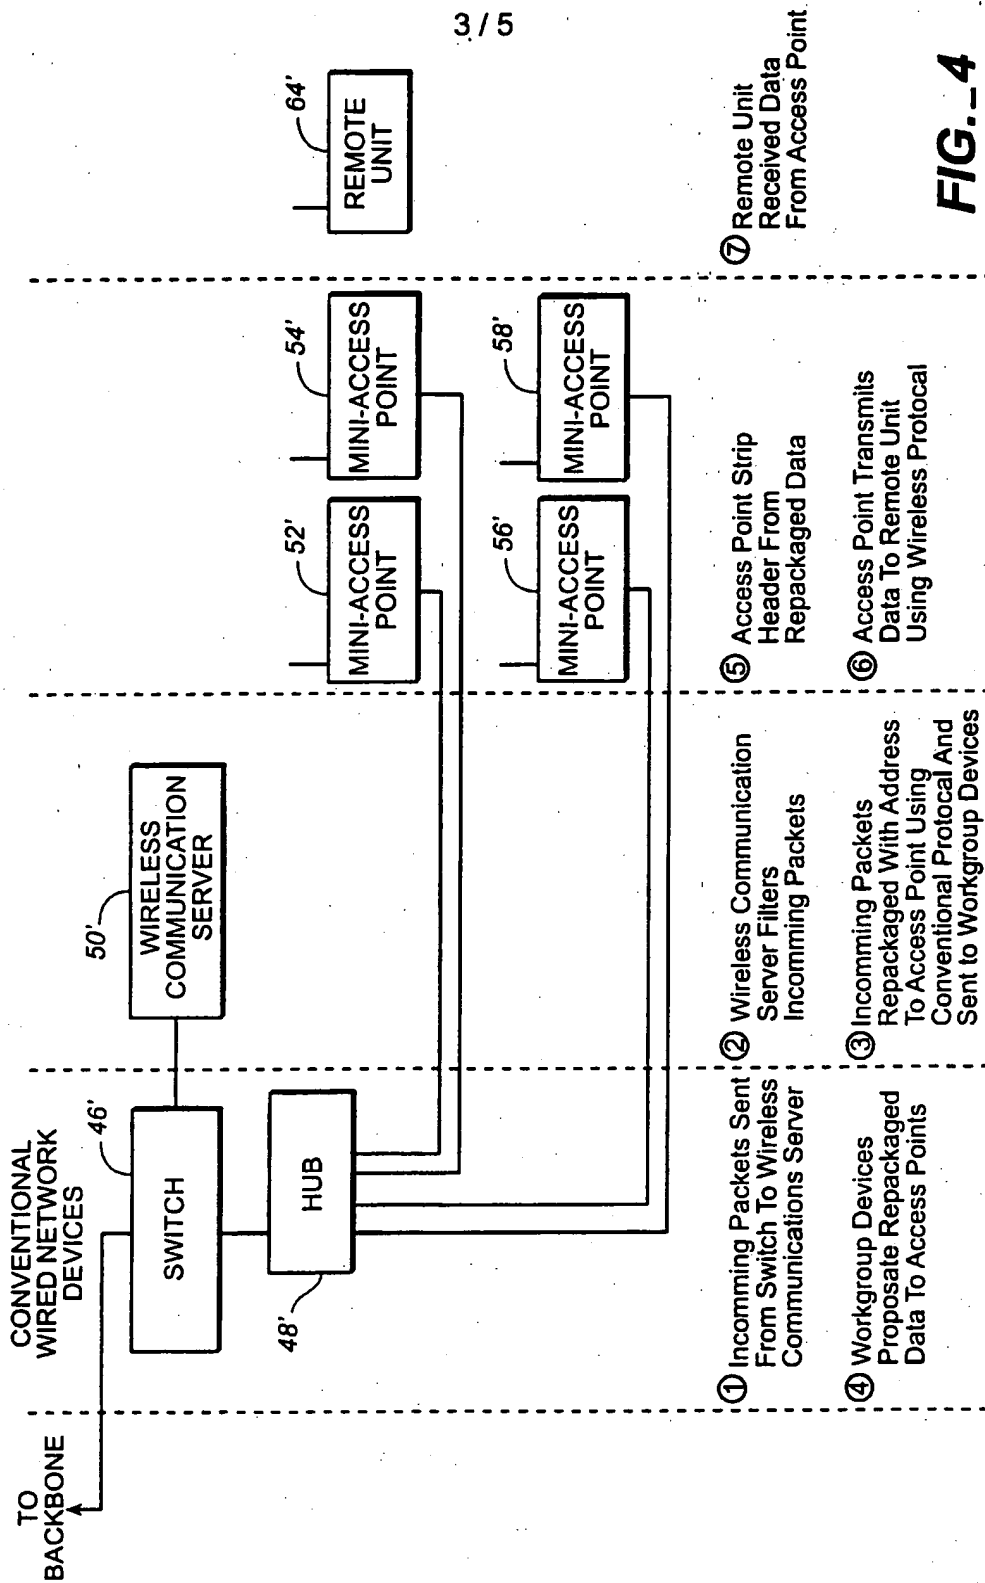 3 / 5
TO
BACKBONE
CONVENTIONAL
WIRED NETWORK
DEVICES
46'
SWITCH
48'
HUB
50'
WIRELESS
COMMUNICATION
SERVER
52'
MINI-ACCESS
POINT
54'
MINI-ACCESS
POINT
56'
MINI-ACCESS
POINT
58'
MINI-ACCESS
POINT
64'
REMOTE
UNIT
① Incomming Packets Sent
From Switch To Wireless
Communications Server
② Wireless Communication
Server Filters
Incomming Packets
③ Incomming Packets
Repackaged With Address
To Access Point Using
Conventional Protocal And
Sent to Workgroup Devices
④ Workgroup Devices
Proposate Repackaged
Data To Access Points
⑤ Access Point Strip
Header From
Repackaged Data
⑥ Access Point Transmits
Data To Remote Unit
Using Wireless Protocal
⑦ Remote Unit
Received Data
From Access Point
FIG._4